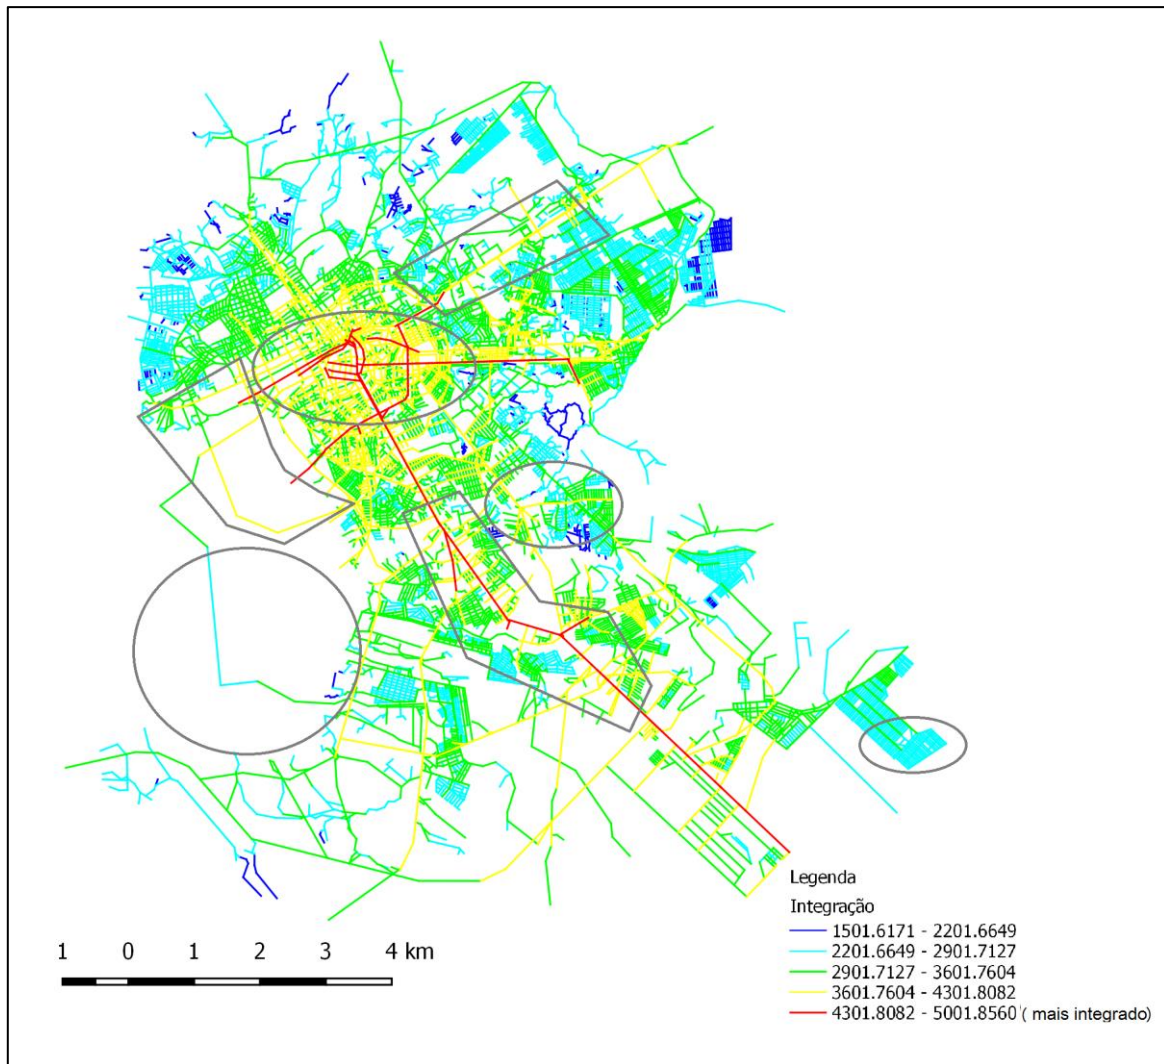 Legenda
Integração
1501.6171 - 2201.6649
2201.6649 - 2901.7127
2901.7127 - 3601.7604
3601.7604 - 4301.8082
4301.8082 - 5001.8560 ( mais integrado)
1 0 1 2 3 4 km